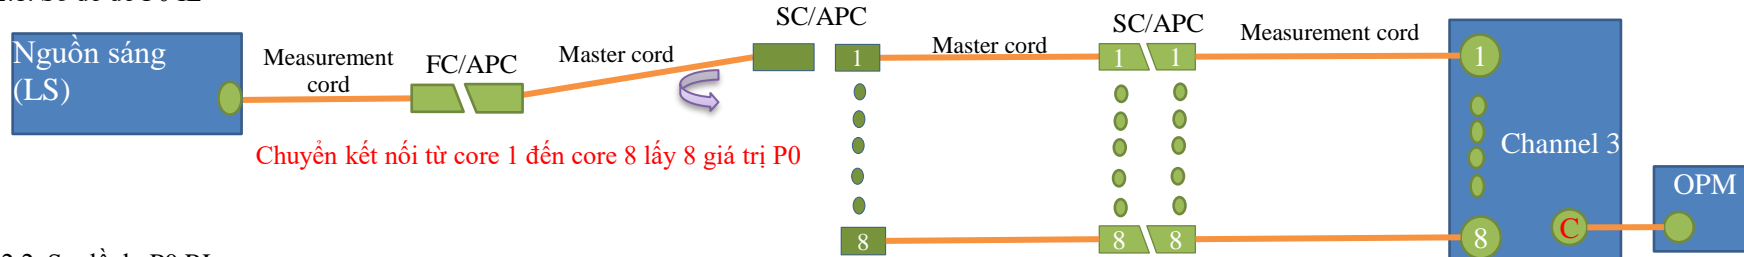 Nguồn sáng
(LS)
Measurement
cord
FC/APC
Master cord
SC/APC
1
Master cord
SC/APC
1 1
Measurement cord
1
Channel 3
OPM
Chuyển kết nối từ core 1 đến core 8 lấy 8 giá trị P0
8
8 8
8
C